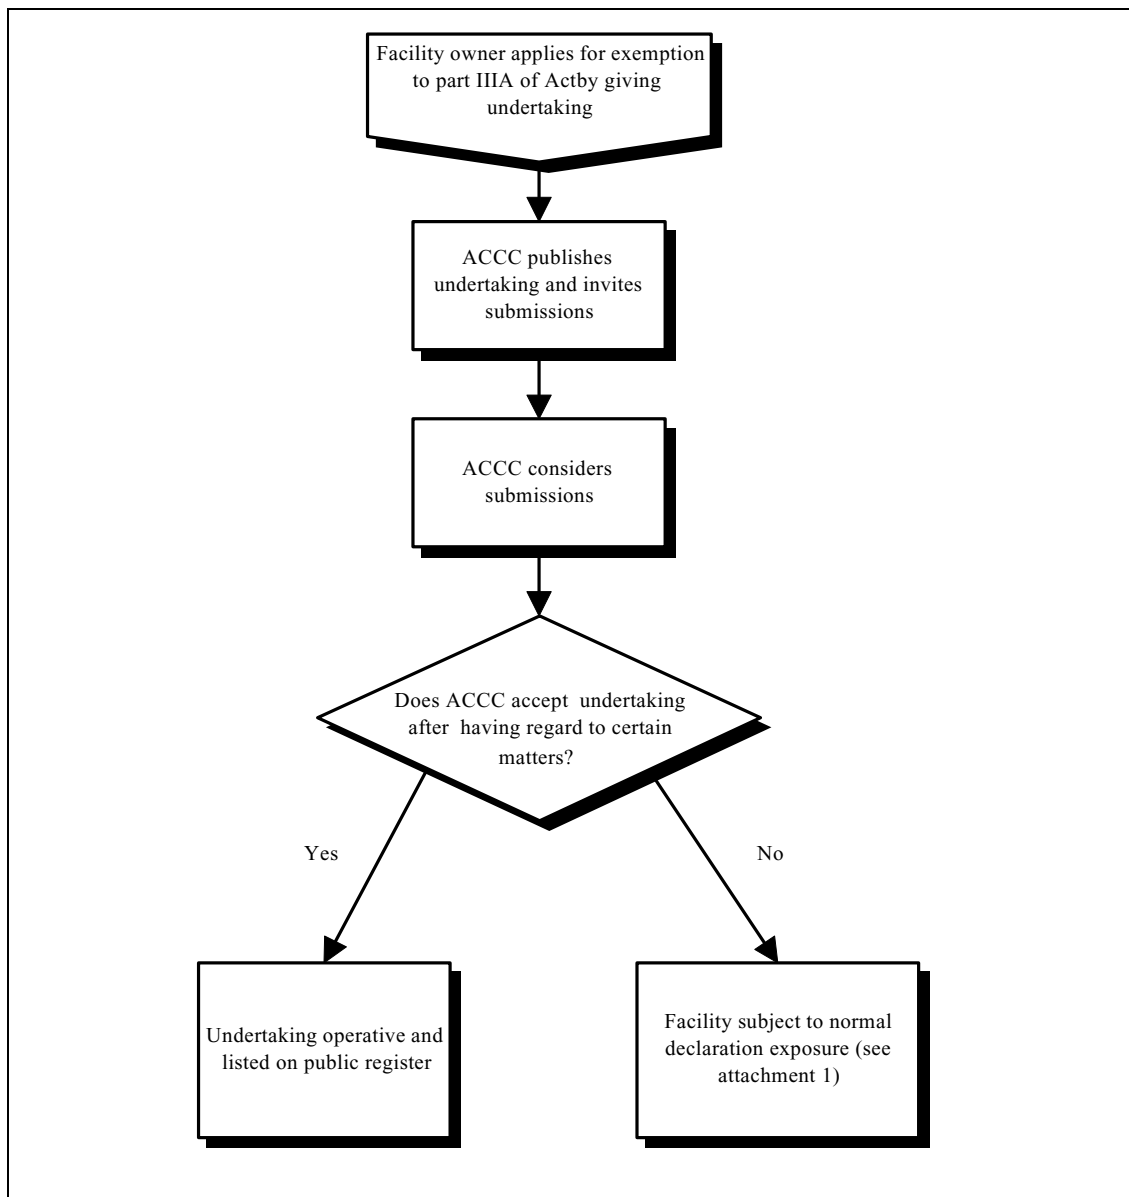 Facility owner applies for exemption
to part IIIA of Actby giving
undertaking
ACCC publishes
undertaking and invites
submissions
ACCC considers
submissions
Does ACCC accept undertaking
after having regard to certain
matters?
Yes
No
Undertaking operative and
listed on public register
Facility subject to normal
declaration exposure (see
attachment 1)